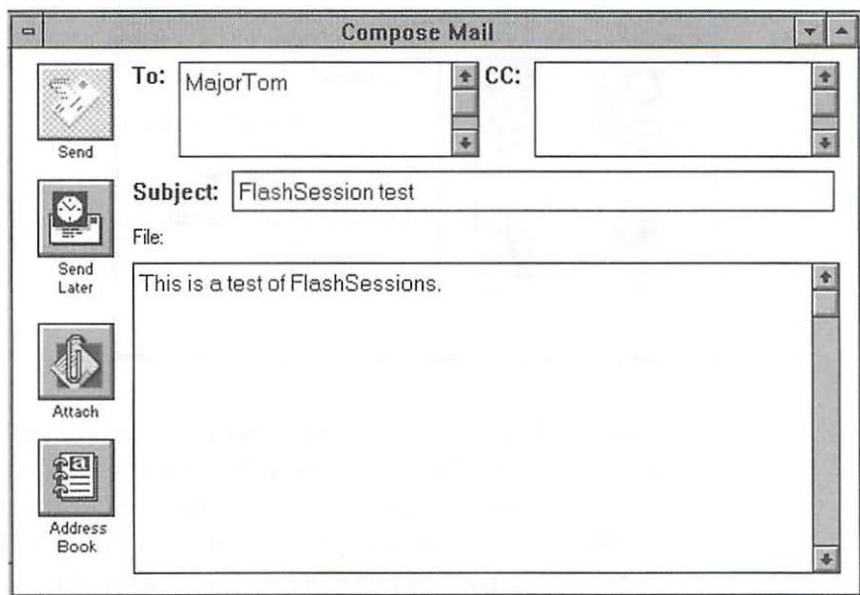 Compose Mail
To: MajorTom CC:
Send
Subject: FlashSession test
File:
Send
Later
This is a test of FlashSessions.
Attach
Address
Book